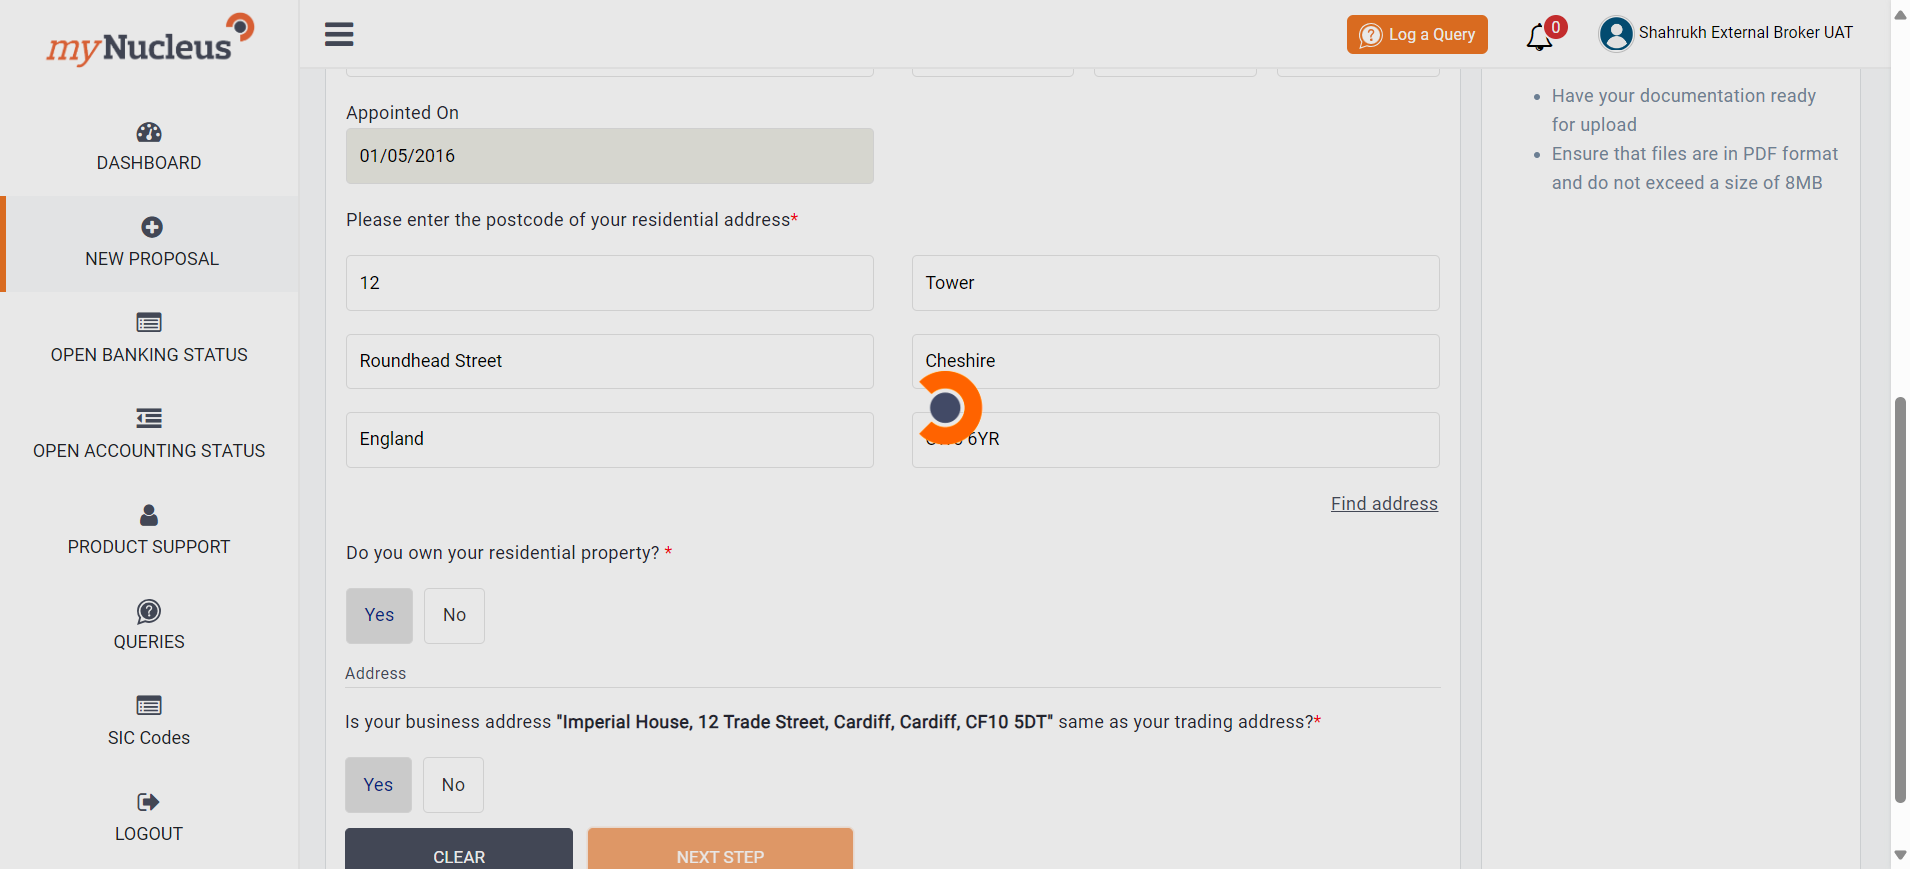 myNucleus
Log a Query
0
Shahrukh External Broker UAT
DASHBOARD
NEW PROPOSAL
OPEN BANKING STATUS
OPEN ACCOUNTING STATUS
PRODUCT SUPPORT
QUERIES
SIC Codes
LOGOUT
Appointed On
01/05/2016
Please enter the postcode of your residential address*
12
Tower
Roundhead Street
Cheshire
England
6YR
Find address
Do you own your residential property? *
Yes
No
Address
Is your business address "Imperial House, 12 Trade Street, Cardiff, Cardiff, CF10 5DT" same as your trading address?*
Yes
No
CLEAR
NEXT STEP
Have your documentation ready
for upload
Ensure that files are in PDF format
and do not exceed a size of 8MB